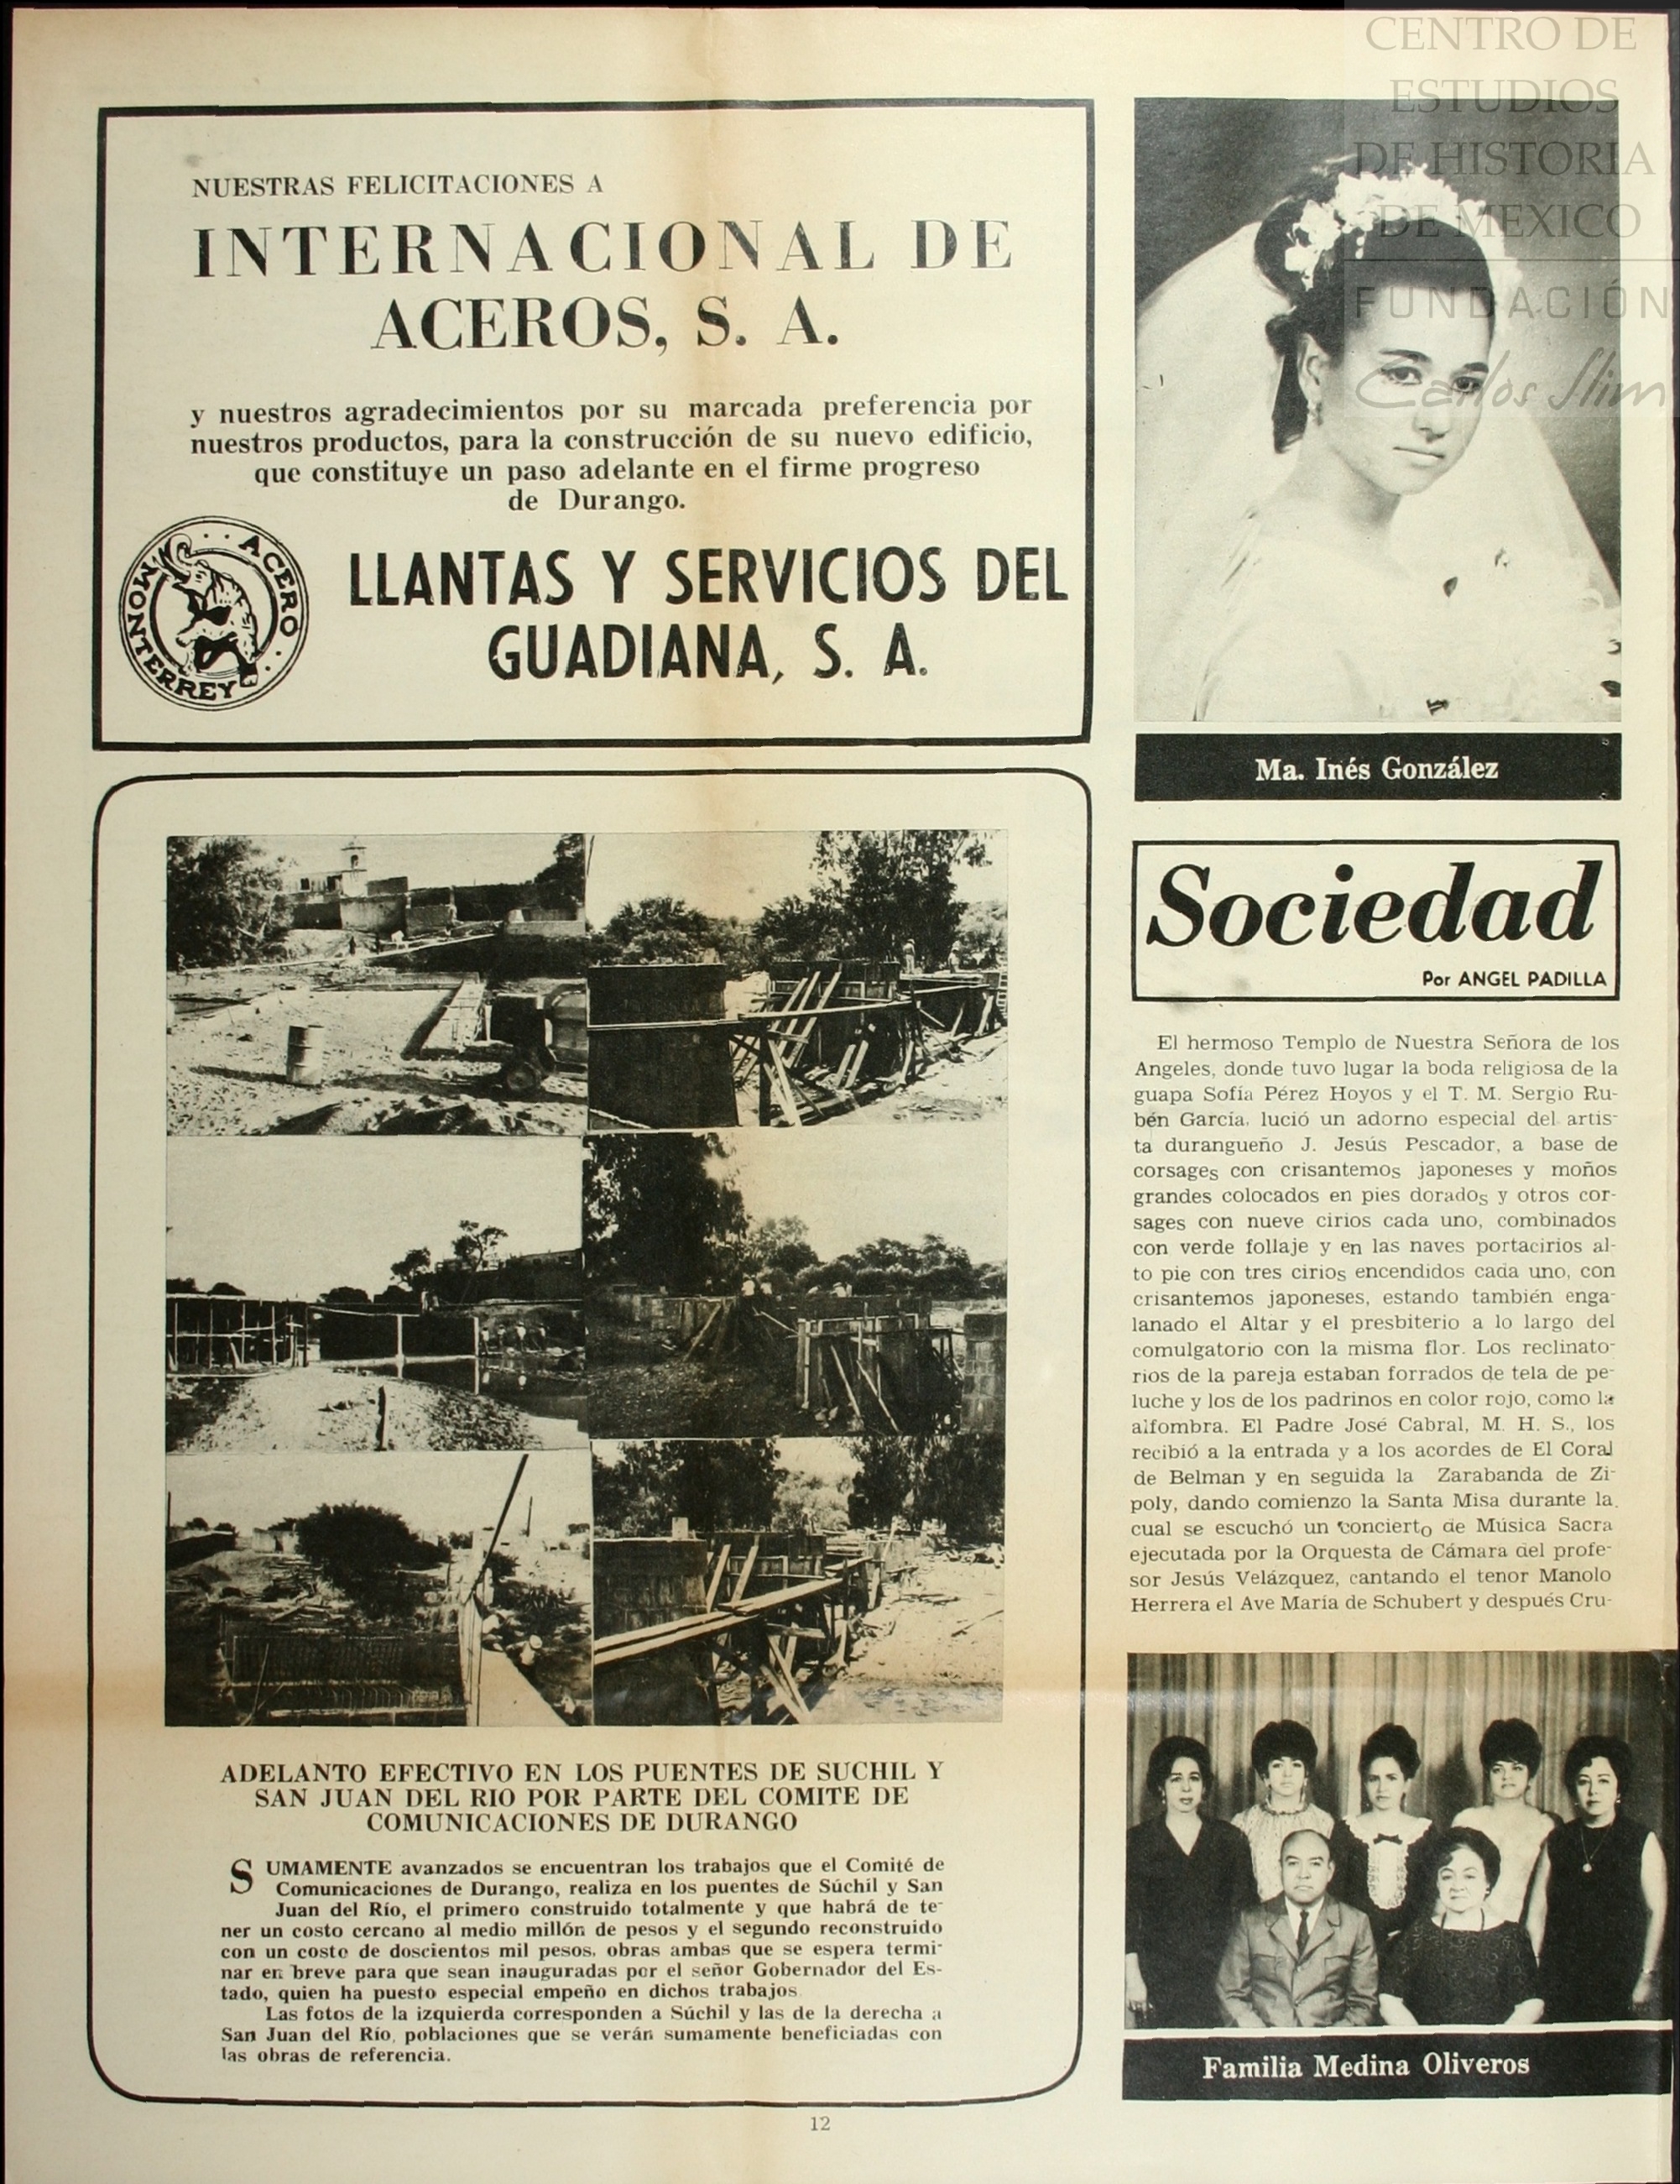 CENTRO DE
ESTUDIOS
DE HISTORIA
DE MEXICO
FUNDACIÓN
Carlos Slim
NUESTRAS FELICITACIONES A
INTERNACIONAL DE
ACEROS, S. A.
y nuestros agradecimientos por su marcada preferencia por
nuestros productos, para la construcción de su nuevo edificio,
que constituye un paso adelante en el firme progreso
de Durango.
ACERO
MONTERREY
LLANTAS Y SERVICIOS DEL
GUADIANA, S. A.
ADELANTO EFECTIVO EN LOS PUENTES DE SUCHIL Y
SAN JUAN DEL RIO POR PARTE DEL COMITE DE
COMUNICACIONES DE DURANGO
SUMAMENTE avanzados se encuentran los trabajos que el Comité de
Comunicaciones de Durango, realiza en los puentes de Súchil y San
Juan del Río, el primero construido totalmente y que habrá de te-
ner un costo cercano al medio millón de pesos y el segundo reconstruido
con un costo de doscientos mil pesos, obras ambas que se espera termi-
nar en breve para que sean inauguradas por el señor Gobernador del Es-
tado, quien ha puesto especial empeño en dichos trabajos
Las fotos de la izquierda corresponden a Súchil y las de la derecha a
San Juan del Río, poblaciones que se verán sumamente beneficiadas con
las obras de referencia.
Ma. Inés González
Sociedad
Por ANGEL PADILLA
El hermoso Templo de Nuestra Señora de los
Angeles, donde tuvo lugar la boda religiosa de la
guapa Sofía Pérez Hoyos y el T. M. Sergio Ru-
bén García, lució un adorno especial del artis-
ta durangueño J. Jesús Pescador, a base de
corsages con crisantemos japoneses y moños
grandes colocados en pies dorados y otros cor-
sages con nueve cirios cada uno, combinados
con verde follaje y en las naves portacirios al-
to pie con tres cirios encendidos cada uno, con
crisantemos japoneses, estando también enga-
lanado el Altar y el presbiterio a lo largo del
comulgatorio con la misma flor. Los reclinato-
rios de la pareja estaban forrados de tela de pe-
luche y los de los padrinos en color rojo, como la
alfombra. El Padre José Cabral, M. H. S., los
recibió a la entrada y a los acordes de El Coral
de Belman y en seguida la Zarabanda de Zi-
poly, dando comienzo la Santa Misa durante la
cual se escuchó un concierto de Música Sacra
ejecutada por la Orquesta de Cámara del profe-
sor Jesús Velázquez, cantando el tenor Manolo
Herrera el Ave María de Schubert y después Cru-
Familia Medina Oliveros
12